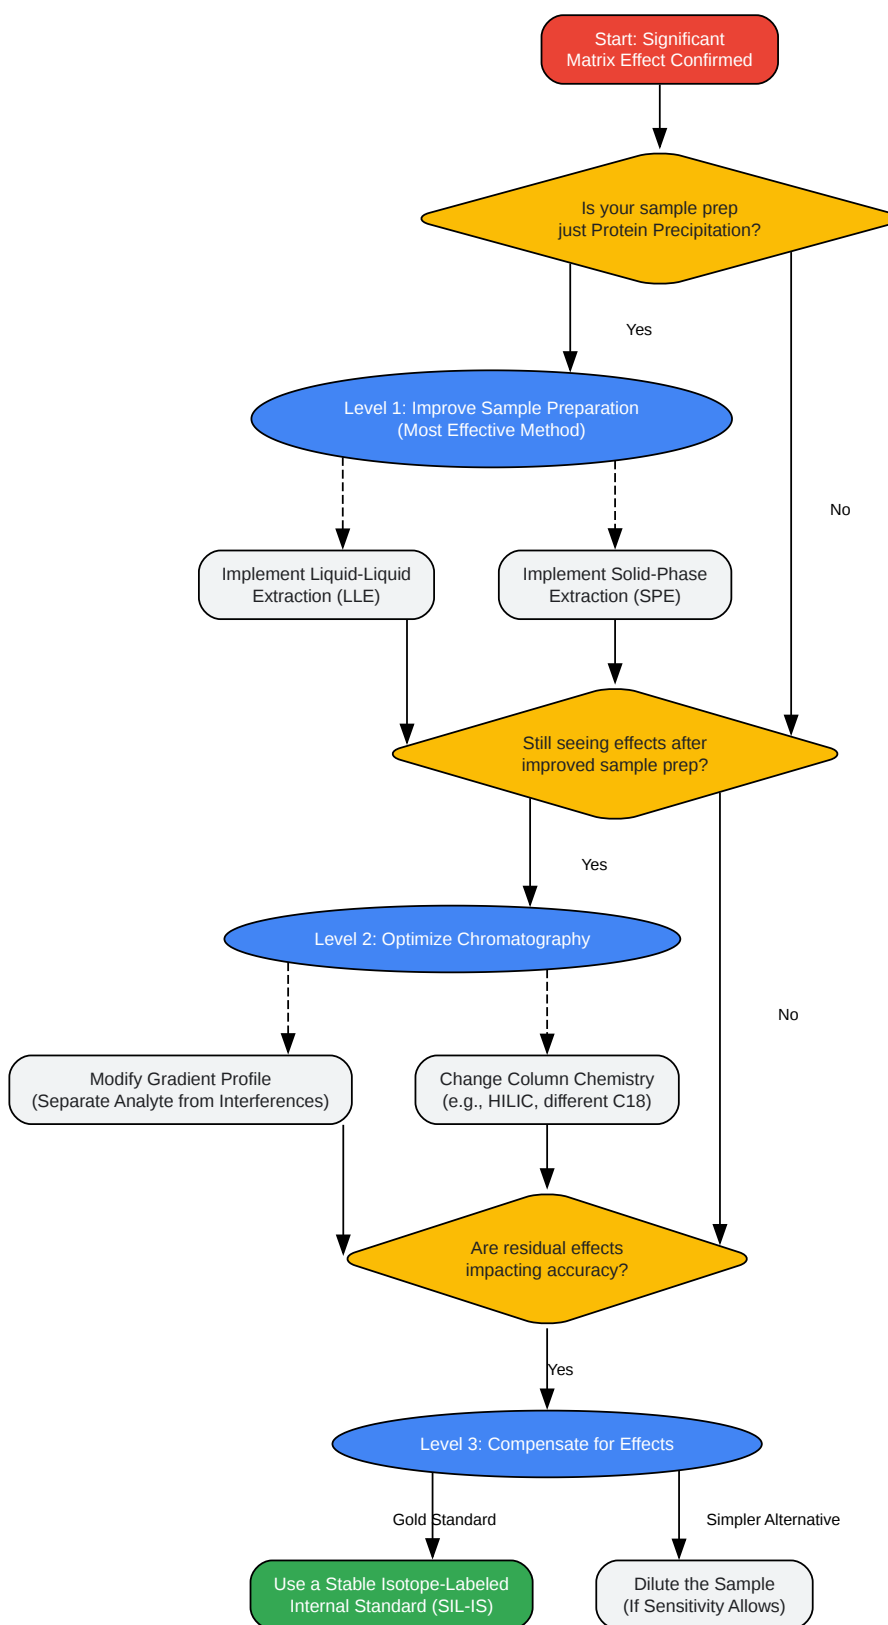 Start: Significant
Matrix Effect Confirmed
Is your sample prep
just Protein Precipitation?
Yes
Level 1: Improve Sample Preparation
(Most Effective Method)
No
Implement Liquid-Liquid
Extraction (LLE)
Implement Solid-Phase
Extraction (SPE)
Still seeing effects after
improved sample prep?
Yes
Level 2: Optimize Chromatography
No
Modify Gradient Profile
(Separate Analyte from Interferences)
Change Column Chemistry
(e.g., HILIC, different C18)
Are residual effects
impacting accuracy?
Yes
Level 3: Compensate for Effects
Gold Standard
Simpler Alternative
Use a Stable Isotope-Labeled
Internal Standard (SIL-IS)
Dilute the Sample
(If Sensitivity Allows)